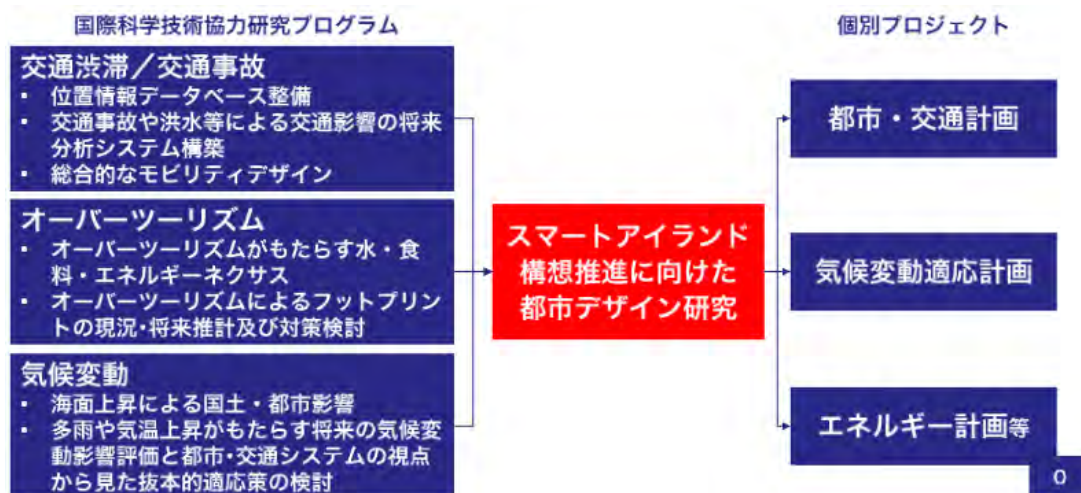 国際科学技術協力研究プログラム
交通渋滞／交通事故
▪ 位置情報データベース整備
▪ 交通事故や洪水等による交通影響の将来
分析システム構築
▪ 総合的なモビリティデザイン
オーバーツーリズム
▪ オーバーツーリズムがもたらす水・食
料・エネルギーネクサス
▪ オーバーツーリズムによるフットプリン
トの現況･将来推計及び対策検討
気候変動
▪ 海面上昇による国土・都市影響
▪ 多雨や気温上昇がもたらす将来の気候変
動影響評価と都市･交通システムの視点
から見た抜本的適応策の検討
スマートアイランド
構想推進に向けた
都市デザイン研究
個別プロジェクト
都市・交通計画
気候変動適応計画
エネルギー計画等
0